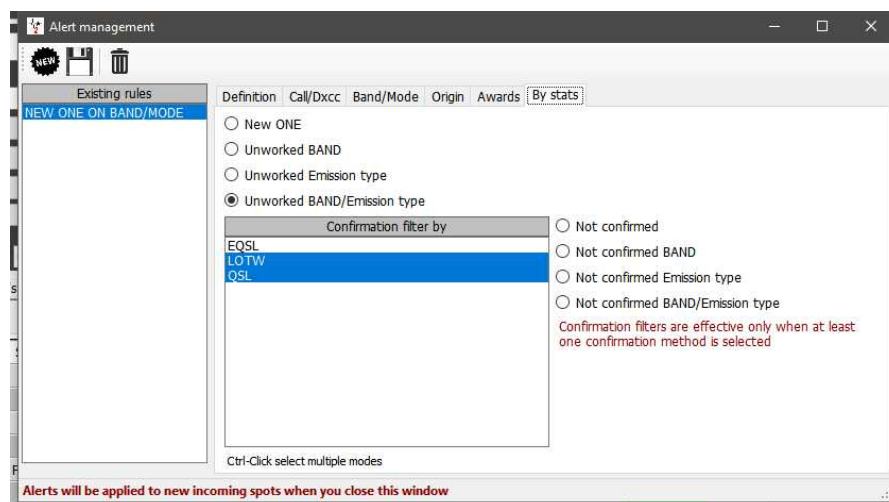 Alert management
NEW
Existing rules
NEW ONE ON BAND/MODE
Definition Call/Dxcc Band/Mode Origin Awards By stats
New ONE
Unworked BAND
Unworked Emission type
Unworked BAND/Emission type
Confirmation filter by
EQSL
LOTW
QSL
Not confirmed
Not confirmed BAND
Not confirmed Emission type
Not confirmed BAND/Emission type
Confirmation filters are effective only when at least
one confirmation method is selected
Ctrl-Click select multiple modes
Alerts will be applied to new incoming spots when you close this window